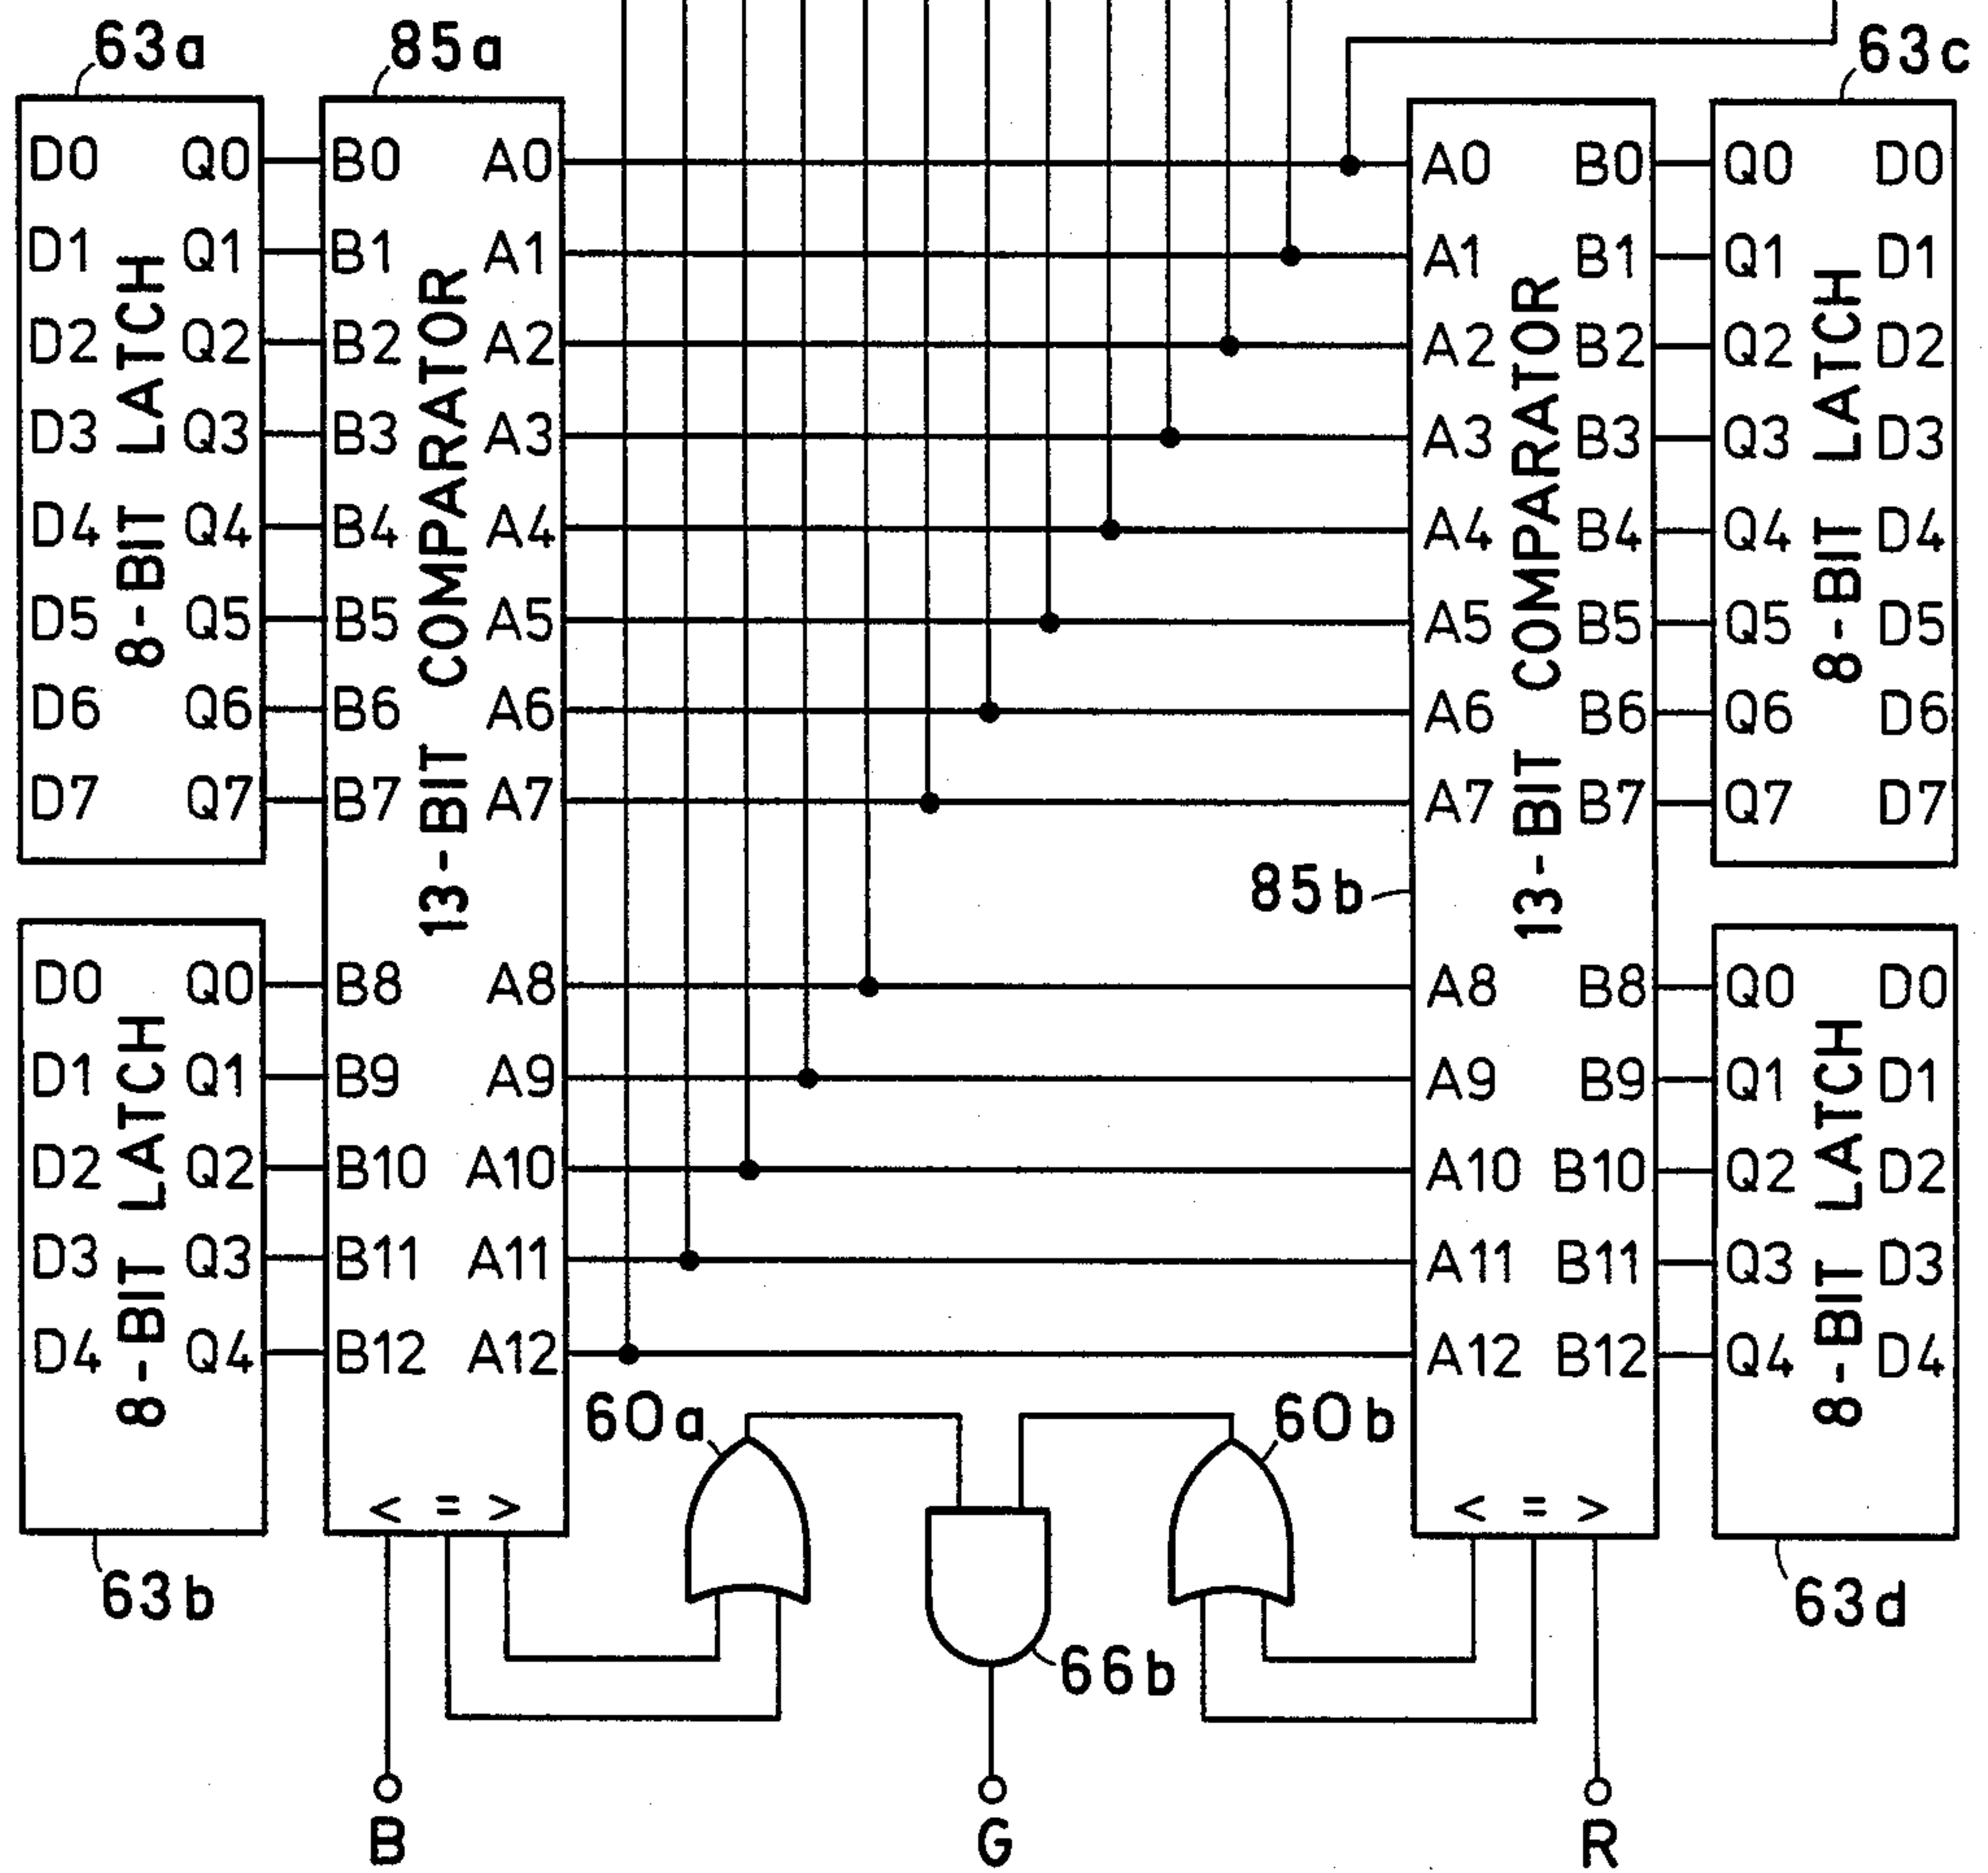 63a 85a 63c
D0 Q0 B0 A0 A0 B0 Q0 D0
D1 Q1 B1 A1 A1 B1 Q1 D1
D2 Q2 B2 A2 A2 B2 Q2 D2
D3 Q3 B3 A3 A3 B3 Q3 D3
D4 Q4 B4 A4 A4 B4 Q4 D4
D5 Q5 B5 A5 A5 B5 Q5 D5
D6 Q6 B6 A6 A6 B6 Q6 D6
D7 Q7 B7 A7 A7 B7 Q7 D7
8-BIT LATCH
13-BIT COMPARATOR
13-BIT COMPARATOR
8-BIT LATCH
85b
D0 Q0 B8 A8 A8 B8 Q0 D0
D1 Q1 B9 A9 A9 B9 Q1 D1
D2 Q2 B10 A10 A10 B10 Q2 D2
D3 Q3 B11 A11 A11 B11 Q3 D3
D4 Q4 B12 A12 A12 B12 Q4 D4
8-BIT LATCH
8-BIT LATCH
60a 60b
< = > < = >
63b 66b 63d
B G R